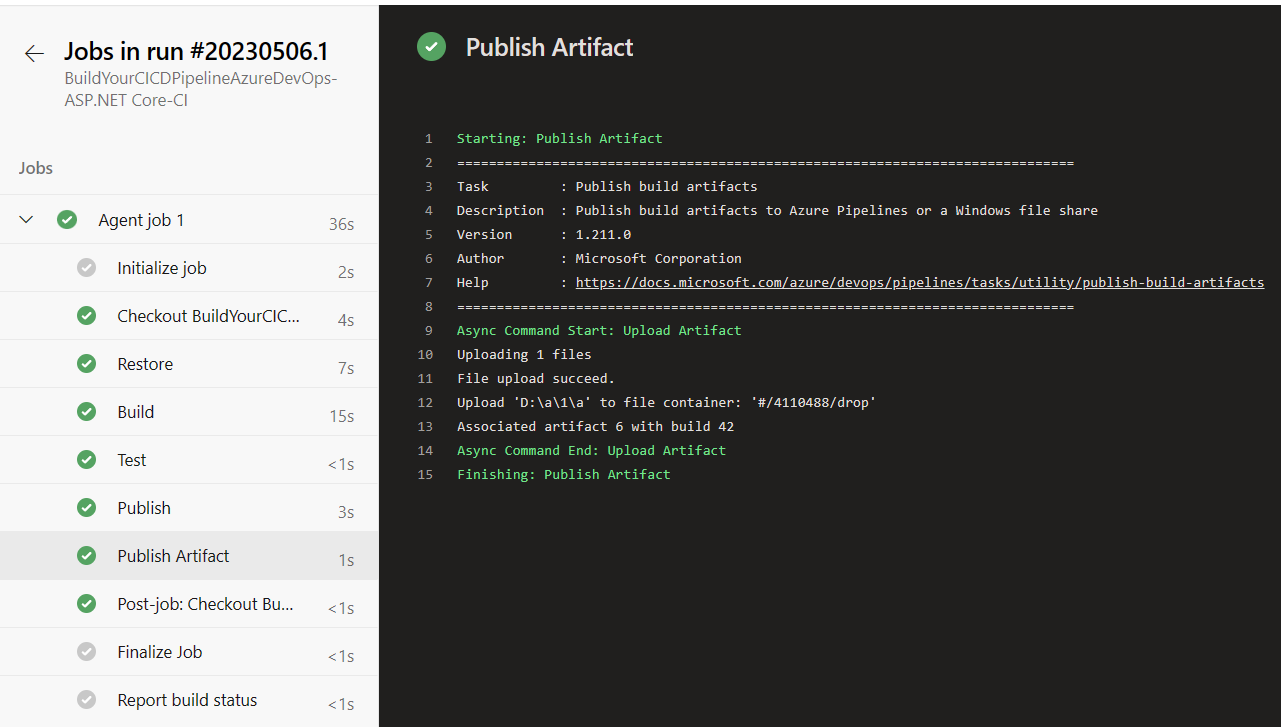 Jobs in run #20230506.1
BuildYourCICDPipelineAzureDevOps-
ASP.NET Core-CI
Jobs
Agent job 1 36s
Initialize job 2s
Checkout BuildYourCIC... 4s
Restore 7s
Build 15s
Test <1s
Publish 3s
Publish Artifact 1s
Post-job: Checkout Bu... <1s
Finalize Job <1s
Report build status <1s
Publish Artifact
1 Starting: Publish Artifact
2 ==============================================================================
3 Task : Publish build artifacts
4 Description : Publish build artifacts to Azure Pipelines or a Windows file share
5 Version : 1.211.0
6 Author : Microsoft Corporation
7 Help : https://docs.microsoft.com/azure/devops/pipelines/tasks/utility/publish-build-artifacts
8 ==============================================================================
9 Async Command Start: Upload Artifact
10 Uploading 1 files
11 File upload succeed.
12 Upload 'D:\a\1\a' to file container: '#/4110488/drop'
13 Associated artifact 6 with build 42
14 Async Command End: Upload Artifact
15 Finishing: Publish Artifact